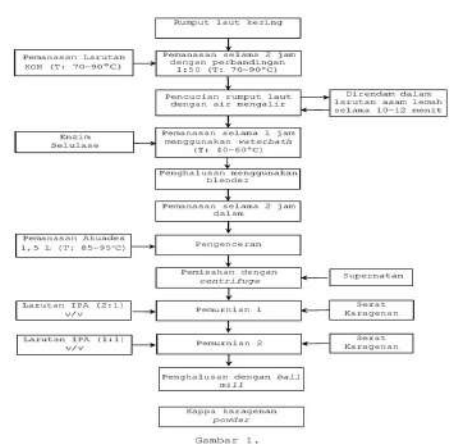 Rumput laut kering
Pemanasan Larutan
KOH (T: 70-90°C)
Pemanasan selama 2 jam
dengan perbandingan
1:50 (T: 70-90°C)
Pencucian rumput laut
dengan air mengalir
Direndam dalam
larutan asam lemah
selama 10-12 menit
Enzim
Selulase
Pemanasan selama 1 jam
menggunakan waterbath
Penghalusan menggunakan
blender
Pemanasan selama 2 jam
dalam
Pemanasan Akuades
1,5 L (T: 85-95°C)
Pengenceran
Pemisahan dengan
centrifuge
Supernatan
Larutan IPA (2:1)
v/v
Pemurnian 1
Serat
Karagenan
Larutan IPA (1:1)
v/v
Pemurnian 2
Serat
Karagenan
Penghalusan dengan Ball
mill
Kappa karagenan
powder
Gambar 1.